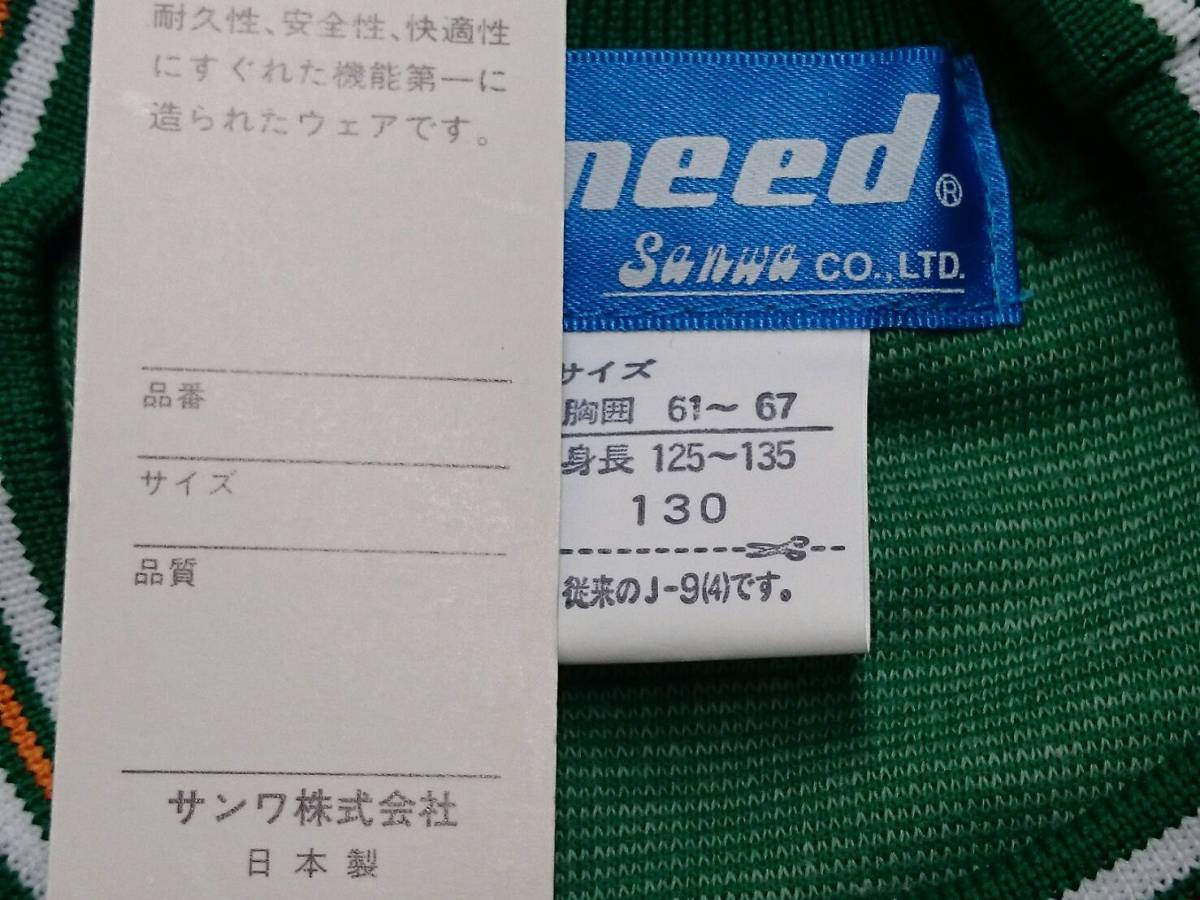 耐久性、安全性、快適性
にすぐれた機能第一に
造られたウェアです。
品番
サイズ
品質
サンワ株式会社
日本製
need®
Sanwa CO.,LTD.
サイズ
胸囲 61~67
身長 125~135
130
従来のJ-9(4)です。